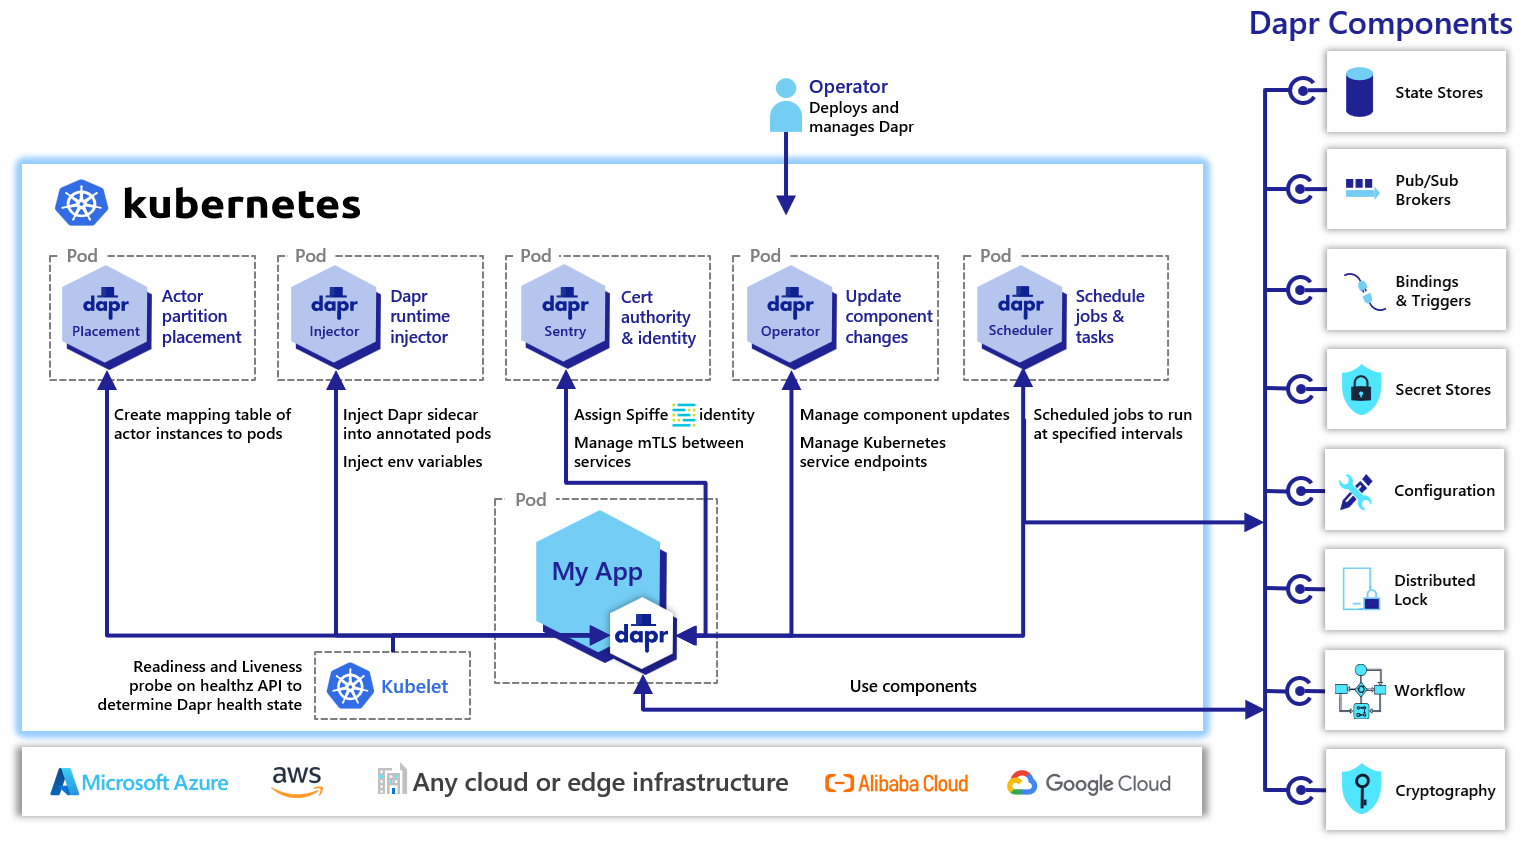 Dapr Components
Operator
Deploys and
manages Dapr
kubernetes
Pod
dapr
Placement
Actor
partition
placement
Pod
dapr
Injector
Dapr
runtime
injector
Pod
dapr
Sentry
Cert
authority
& identity
Pod
dapr
Operator
Update
component
changes
Pod
dapr
Scheduler
Schedule
jobs &
tasks
Create mapping table of
actor instances to pods
Inject Dapr sidecar
into annotated pods
Inject env variables
Assign Spiffe identity
Manage mTLS between
services
Manage component updates
Manage Kubernetes
service endpoints
Scheduled jobs to run
at specified intervals
Pod
My App
dapr
Readiness and Liveness
probe on healthz API to
determine Dapr health state
Kubelet
Use components
Microsoft Azure
aws
Any cloud or edge infrastructure
Alibaba Cloud
Google Cloud
State Stores
Pub/Sub
Brokers
Bindings
& Triggers
Secret Stores
Configuration
Distributed
Lock
Workflow
Cryptography